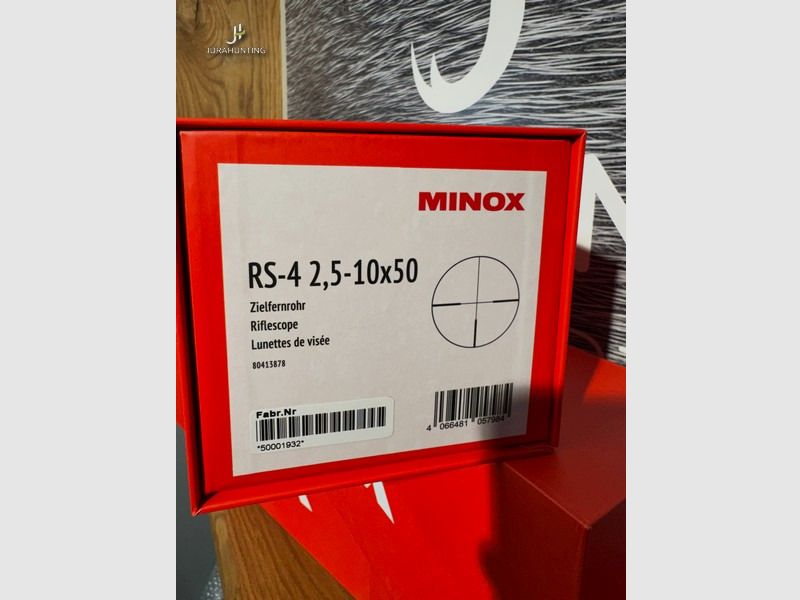 JURAHUNTING
MINOX
RS-4 2,5-10x50
Zielfernrohr
Riflescope
Lunettes de visée
80413878
Fabr.Nr
*50001932*
4 066481 057984